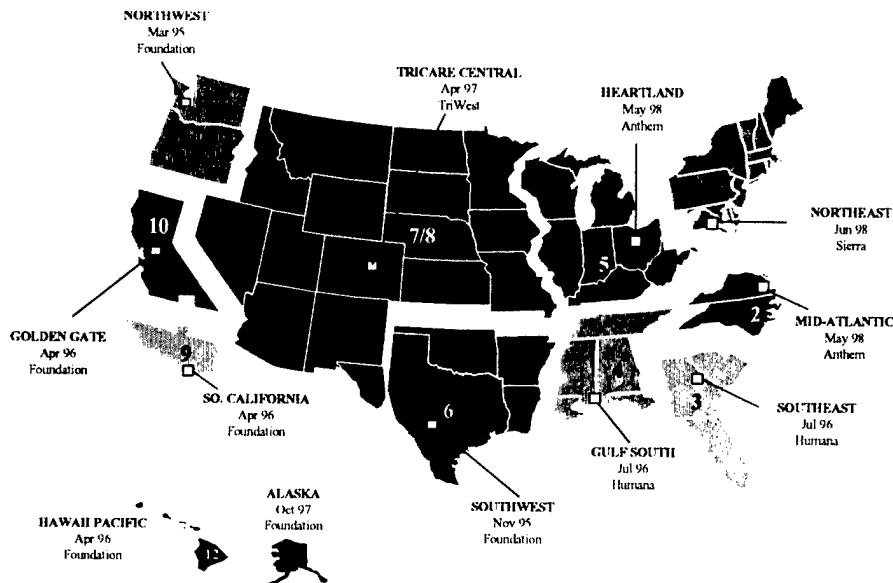 NORTHWEST
Mar 95
Foundation
TRICARE CENTRAL
Apr 97
TriWest
HEARTLAND
May 98
Anthem
NORTHEAST
Jun 98
Sierra
10
7/8
5
2
MID-ATLANTIC
May 98
Anthem
GOLDEN GATE
Apr 96
Foundation
9
SO. CALIFORNIA
Apr 96
Foundation
6
3
SOUTHEAST
Jul 96
Humana
GULF SOUTH
Jul 96
Humana
SOUTHWEST
Nov 95
Foundation
ALASKA
Oct 97
Foundation
HAWAII PACIFIC
Apr 96
Foundation
12